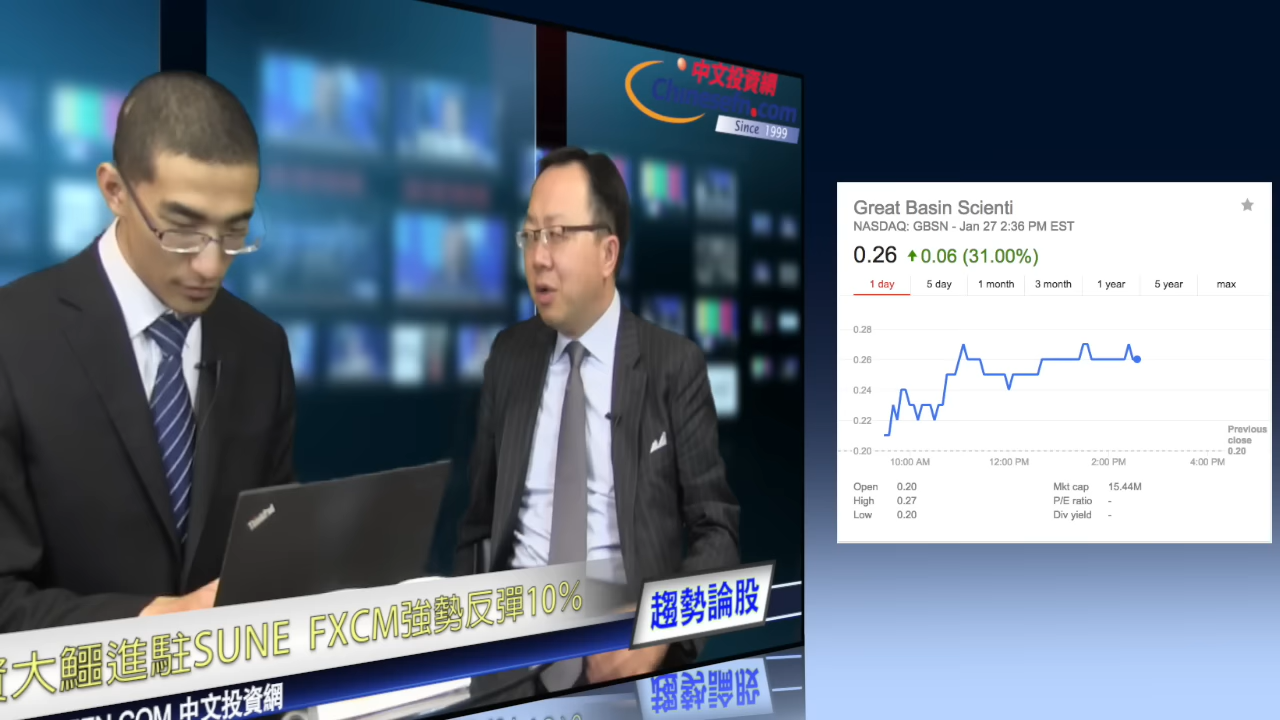 中文投資網
Chinesefn.com
Since 1999
ThinkPad
大鱷進駐SUNE FXCM強勢反彈10%
趨勢論股
.COM 中文投資網
Great Basin Scienti
NASDAQ: GBSN - Jan 27 2:36 PM EST
0.26 0.06 (31.00%)
1 day 5 day 1 month 3 month 1 year 5 year max
0.28
0.26
0.24
0.22
0.20
Previous
close
0.20
10:00 AM 12:00 PM 2:00 PM 4:00 PM
Open 0.20 Mkt cap 15.44M
High 0.27 P/E ratio -
Low 0.20 Div yield -